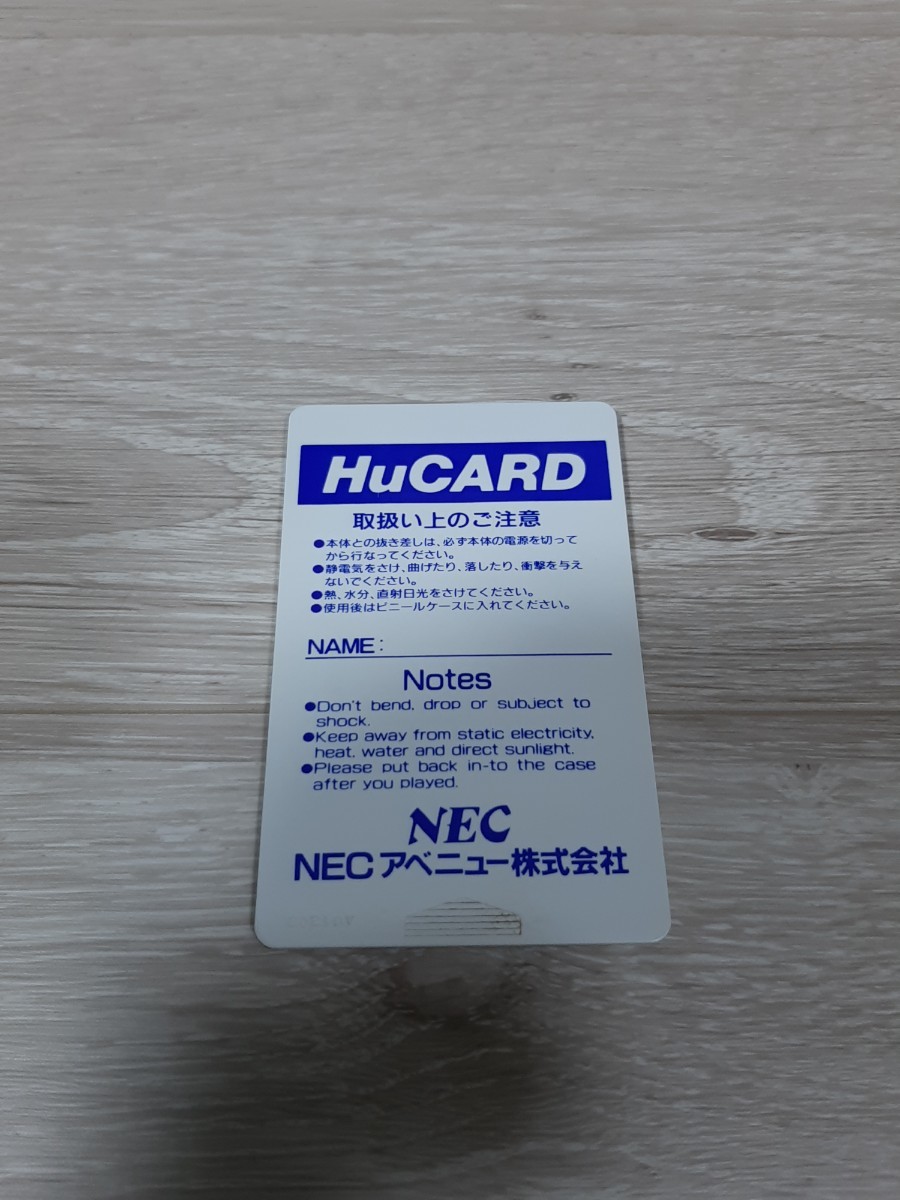 HuCARD
取扱い上のご注意
●本体との抜き差しは、必ず本体の電源を切って
から行なってください。
●静電気をさけ、曲げたり、落したり、衝撃を与え
ないでください。
●熱、水分、直射日光をさけてください。
●使用後はビニールケースに入れてください。
NAME:
Notes
●Don't bend, drop or subject to
shock.
●Keep away from static electricity,
heat, water and direct sunlight.
●Please put back in-to the case
after you played.
NEC
NECアベニュー株式会社